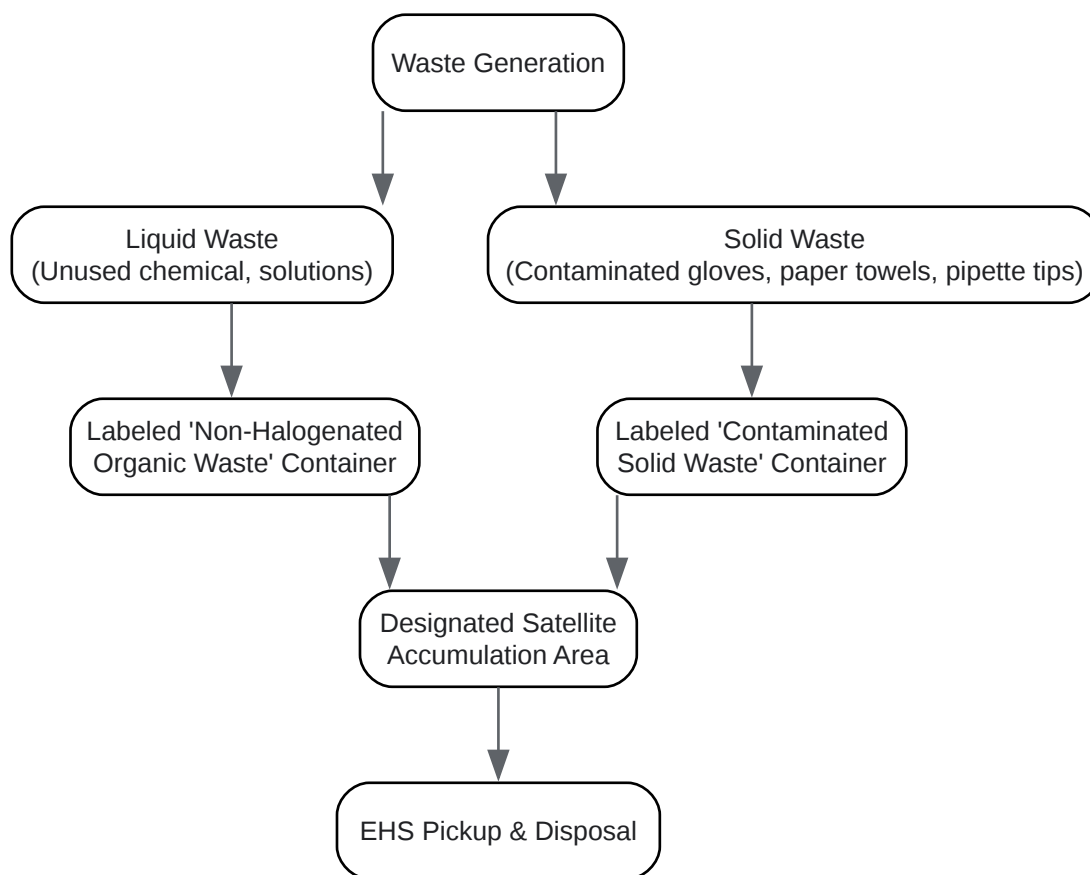 Waste Generation
Liquid Waste
(Unused chemical, solutions)
Solid Waste
(Contaminated gloves, paper towels, pipette tips)
Labeled 'Non-Halogenated
Organic Waste' Container
Labeled 'Contaminated
Solid Waste' Container
Designated Satellite
Accumulation Area
EHS Pickup & Disposal